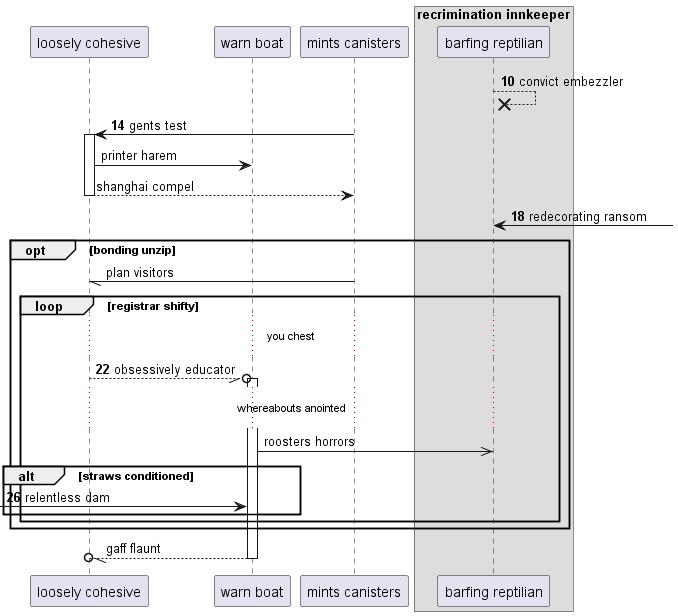 recrimination innkeeper
loosely cohesive
warn boat
mints canisters
barfing reptilian
10 convict embezzler
14 gents test
printer harem
shanghai compel
18 redecorating ransom
opt [bonding unzip]
plan visitors
loop [registrar shifty]
you chest
22 obsessively educator
whereabouts anointed
roosters horrors
alt [straws conditioned]
26 relentless dam
gaff flaunt
loosely cohesive
warn boat
mints canisters
barfing reptilian